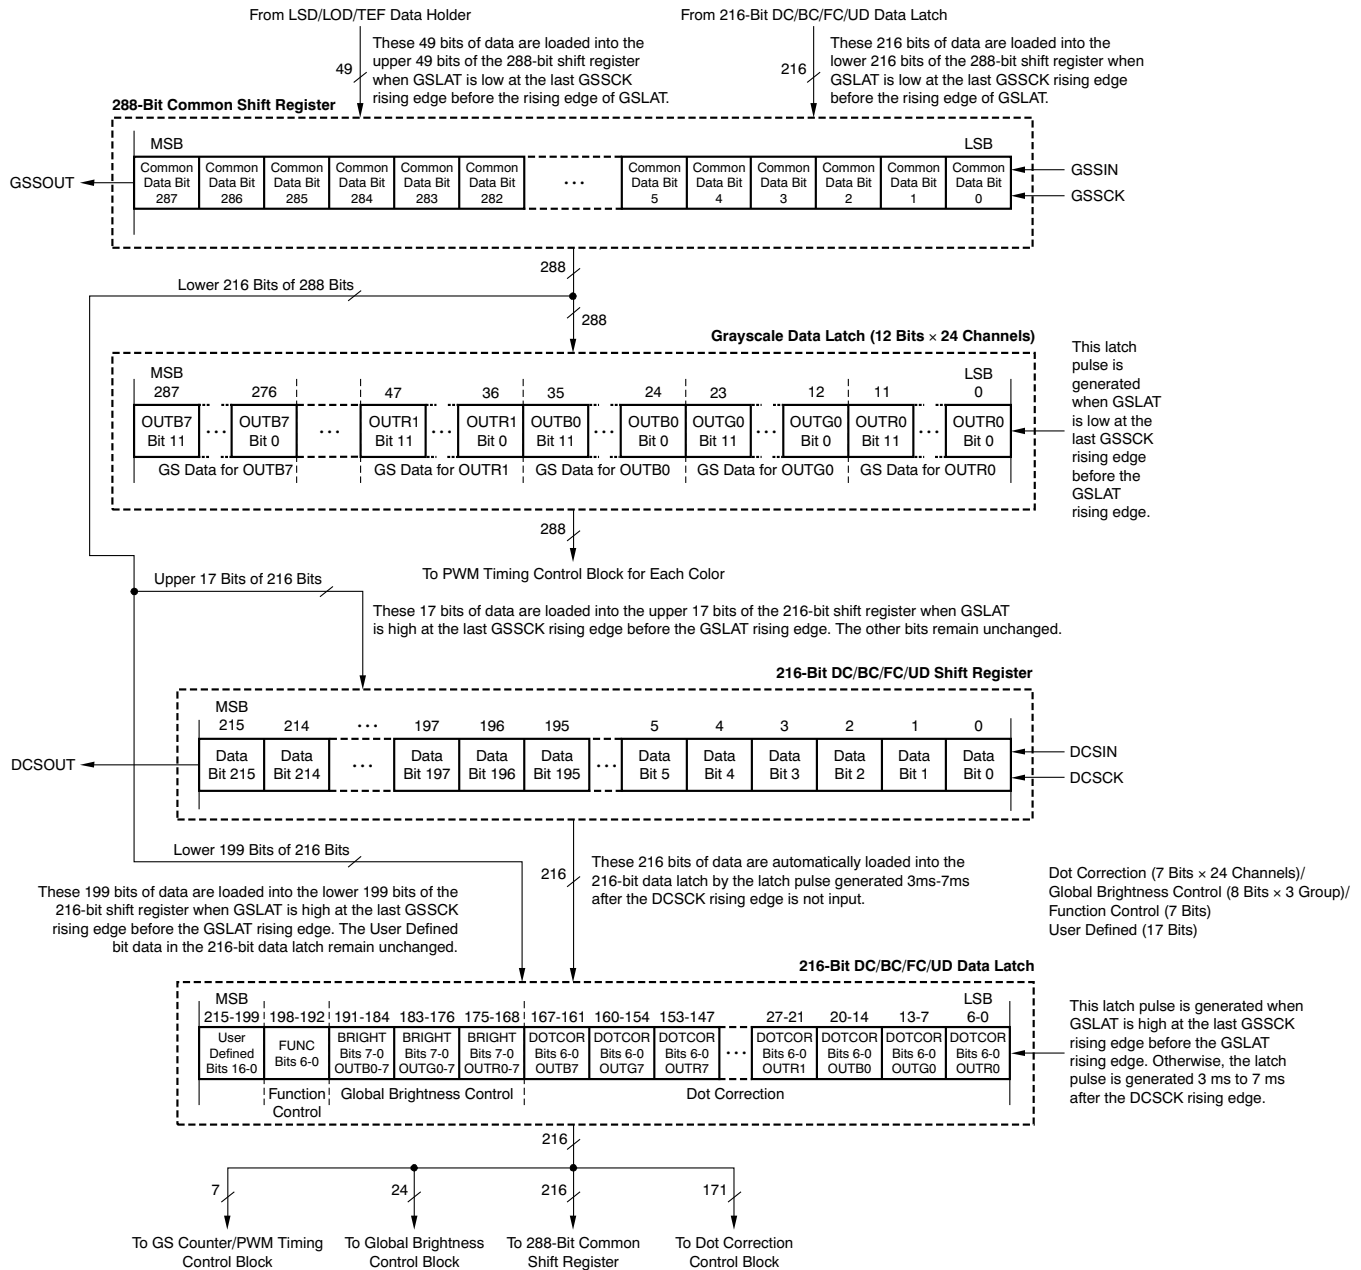 From LSD/LOD/TEF Data Holder
From 216-Bit DC/BC/FC/UD Data Latch
These 49 bits of data are loaded into the
upper 49 bits of the 288-bit shift register
when GSLAT is low at the last GSSCK
rising edge before the rising edge of GSLAT.
49
These 216 bits of data are loaded into the
lower 216 bits of the 288-bit shift register when
GSLAT is low at the last GSSCK rising edge
before the rising edge of GSLAT.
216
288-Bit Common Shift Register
MSB
LSB
GSSOUT
Common Data Bit 287
Common Data Bit 286
Common Data Bit 285
Common Data Bit 284
Common Data Bit 283
Common Data Bit 282
...
Common Data Bit 5
Common Data Bit 4
Common Data Bit 3
Common Data Bit 2
Common Data Bit 1
Common Data Bit 0
GSSIN
GSSCK
288
Lower 216 Bits of 288 Bits
288
Grayscale Data Latch (12 Bits × 24 Channels)
MSB
LSB
287 276 47 36 35 24 23 12 11 0
OUTB7 Bit 11
...
OUTB7 Bit 0
...
OUTR1 Bit 11
...
OUTR1 Bit 0
OUTB0 Bit 11
...
OUTB0 Bit 0
OUTG0 Bit 11
...
OUTG0 Bit 0
OUTR0 Bit 11
...
OUTR0 Bit 0
GS Data for OUTB7
GS Data for OUTR1
GS Data for OUTB0
GS Data for OUTG0
GS Data for OUTR0
This latch
pulse is
generated
when GSLAT
is low at the
last GSSCK
rising edge
before the
GSLAT
rising edge.
288
To PWM Timing Control Block for Each Color
Upper 17 Bits of 216 Bits
These 17 bits of data are loaded into the upper 17 bits of the 216-bit shift register when GSLAT
is high at the last GSSCK rising edge before the GSLAT rising edge. The other bits remain unchanged.
216-Bit DC/BC/FC/UD Shift Register
MSB
215 214 ... 197 196 195 5 4 3 2 1 0
DCSOUT
Data Bit 215
Data Bit 214
...
Data Bit 197
Data Bit 196
Data Bit 195
...
Data Bit 5
Data Bit 4
Data Bit 3
Data Bit 2
Data Bit 1
Data Bit 0
DCSIN
DCSCK
Lower 199 Bits of 216 Bits
These 199 bits of data are loaded into the lower 199 bits of the
216-bit shift register when GSLAT is high at the last GSSCK
rising edge before the GSLAT rising edge. The User Defined
bit data in the 216-bit data latch remain unchanged.
216
These 216 bits of data are automatically loaded into the
216-bit data latch by the latch pulse generated 3ms-7ms
after the DCSCK rising edge is not input.
Dot Correction (7 Bits × 24 Channels)/
Global Brightness Control (8 Bits × 3 Group)/
Function Control (7 Bits)
User Defined (17 Bits)
216-Bit DC/BC/FC/UD Data Latch
MSB
LSB
215-199 198-192 191-184 183-176 175-168 167-161 160-154 153-147 27-21 20-14 13-7 6-0
User Defined Bits 16-0
FUNC Bits 6-0
BRIGHT Bits 7-0 OUTB0-7
BRIGHT Bits 7-0 OUTG0-7
BRIGHT Bits 7-0 OUTR0-7
DOTCOR Bits 6-0 OUTB7
DOTCOR Bits 6-0 OUTG7
DOTCOR Bits 6-0 OUTR7
...
DOTCOR Bits 6-0 OUTR1
DOTCOR Bits 6-0 OUTB0
DOTCOR Bits 6-0 OUTG0
DOTCOR Bits 6-0 OUTR0
Function
Control
Global Brightness Control
Dot Correction
This latch pulse is generated when
GSLAT is high at the last GSSCK
rising edge before the GSLAT
rising edge. Otherwise, the latch
pulse is generated 3 ms to 7 ms
after the DCSCK rising edge.
216
7
24
216
171
To GS Counter/PWM Timing
Control Block
To Global Brightness
Control Block
To 288-Bit Common
Shift Register
To Dot Correction
Control Block